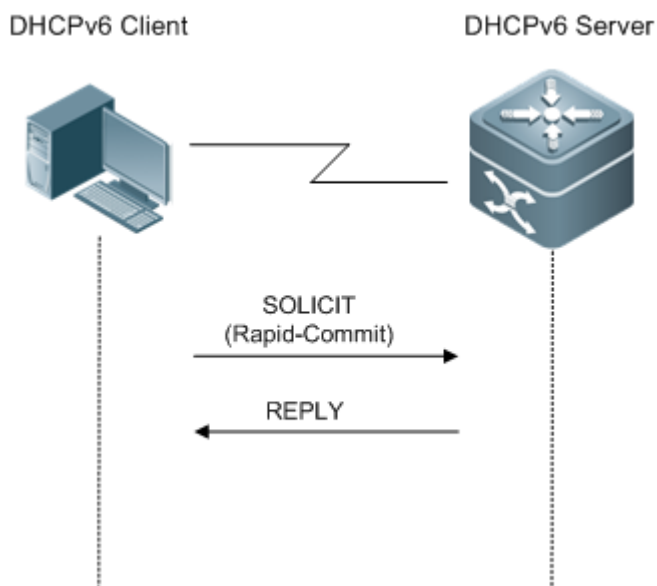 DHCPv6 Client
DHCPv6 Server
SOLICIT
(Rapid-Commit)
REPLY